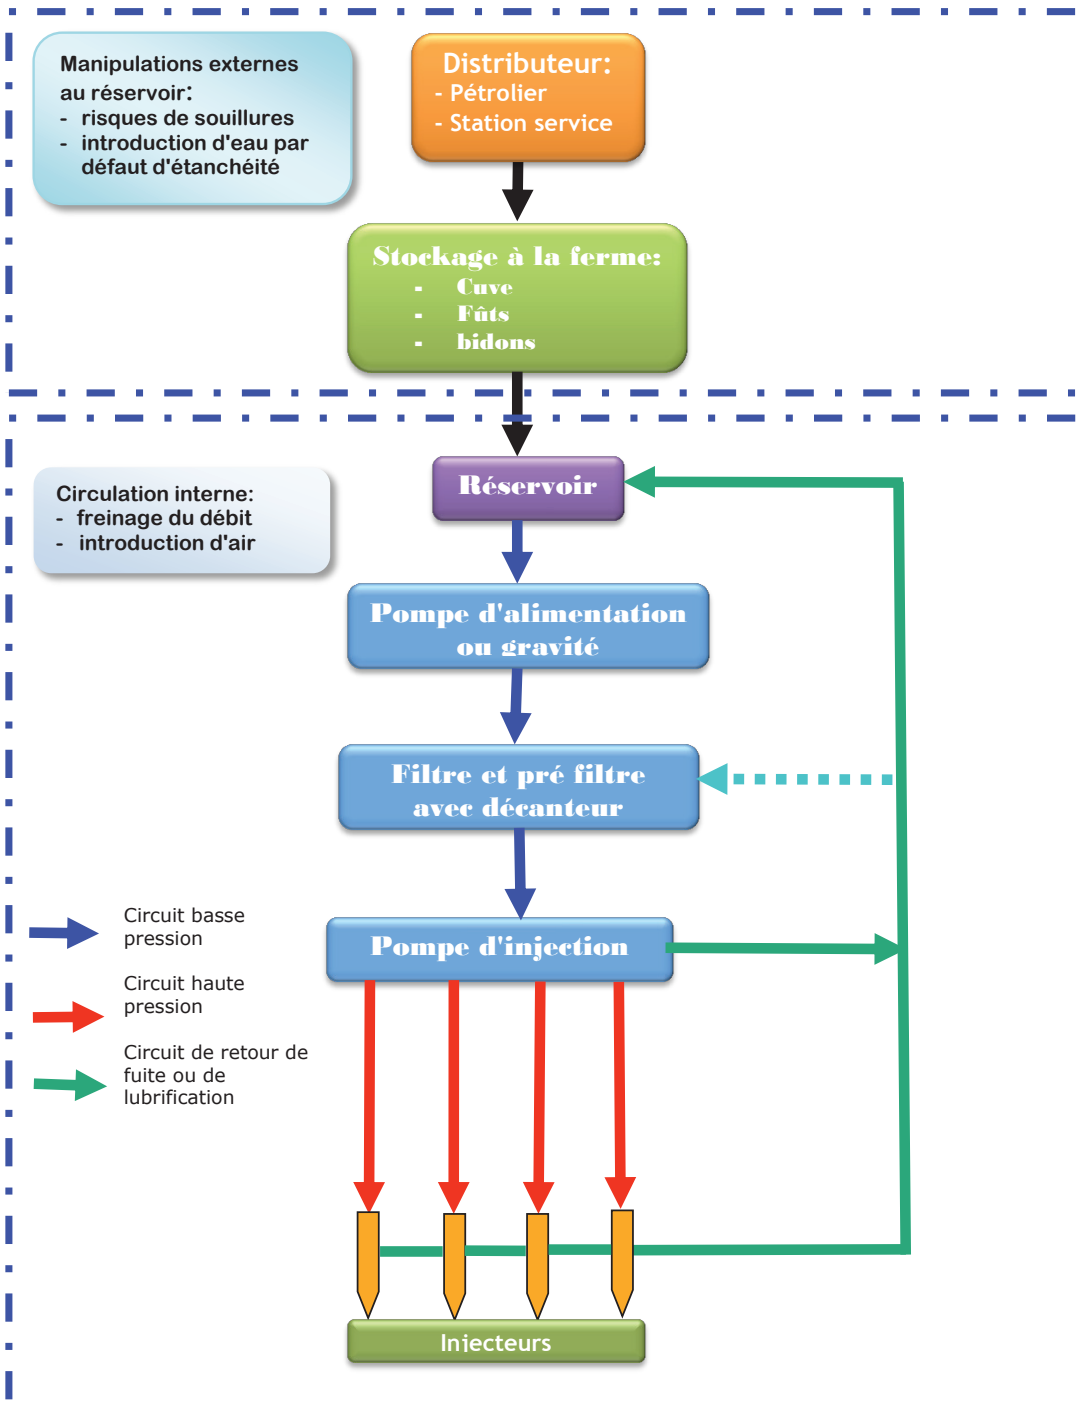 Manipulations externes
au réservoir:
- risques de souillures
- introduction d'eau par
défaut d'étanchéité
Distributeur:
- Pétrolier
- Station service
Stockage à la ferme:
- Cuve
- Fûts
- bidons
Circulation interne:
- freinage du débit
- introduction d'air
Réservoir
Pompe d'alimentation
ou gravité
Filtre et pré filtre
avec décanteur
Pompe d'injection
Circuit basse
pression
Circuit haute
pression
Circuit de retour de
fuite ou de
lubrification
Injecteurs